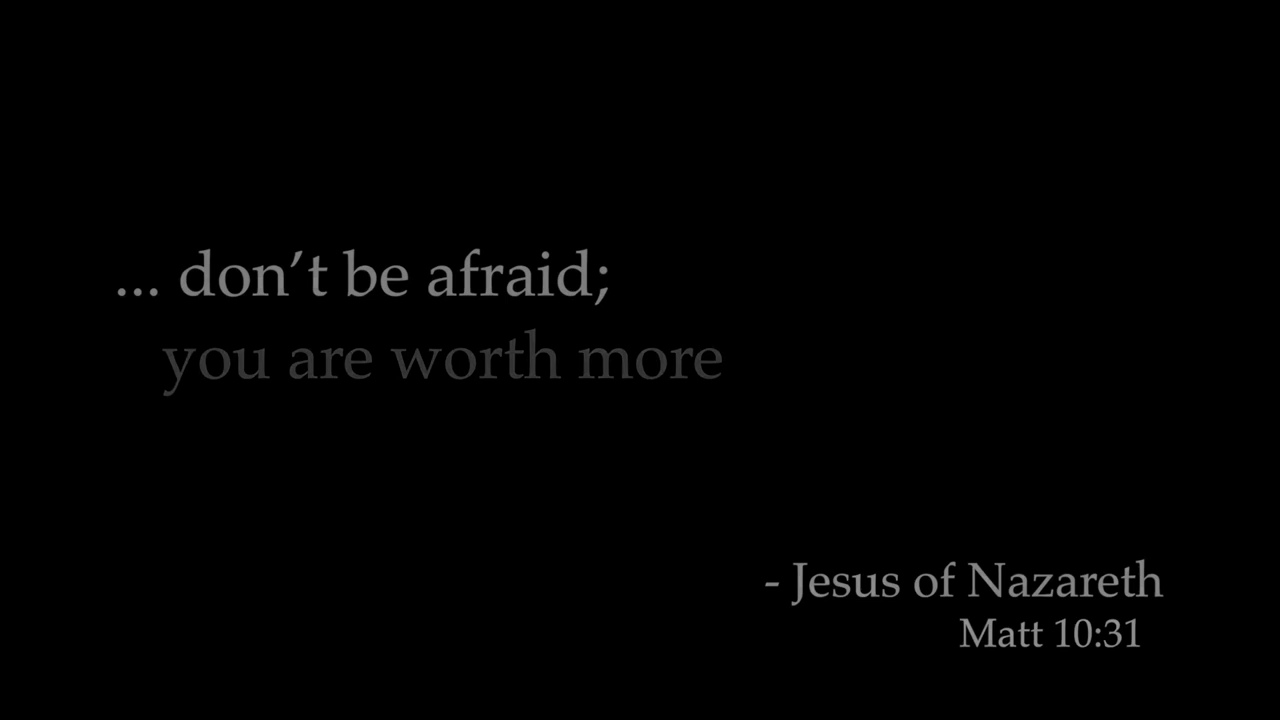 ... don’t be afraid;
you are worth more
- Jesus of Nazareth
Matt 10:31